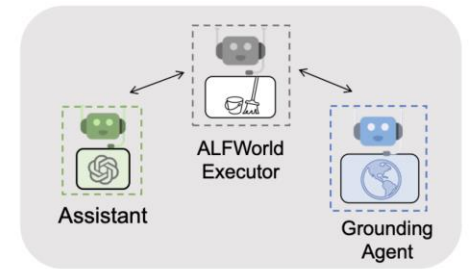 ALFWorld
Executor
Assistant
Grounding
Agent